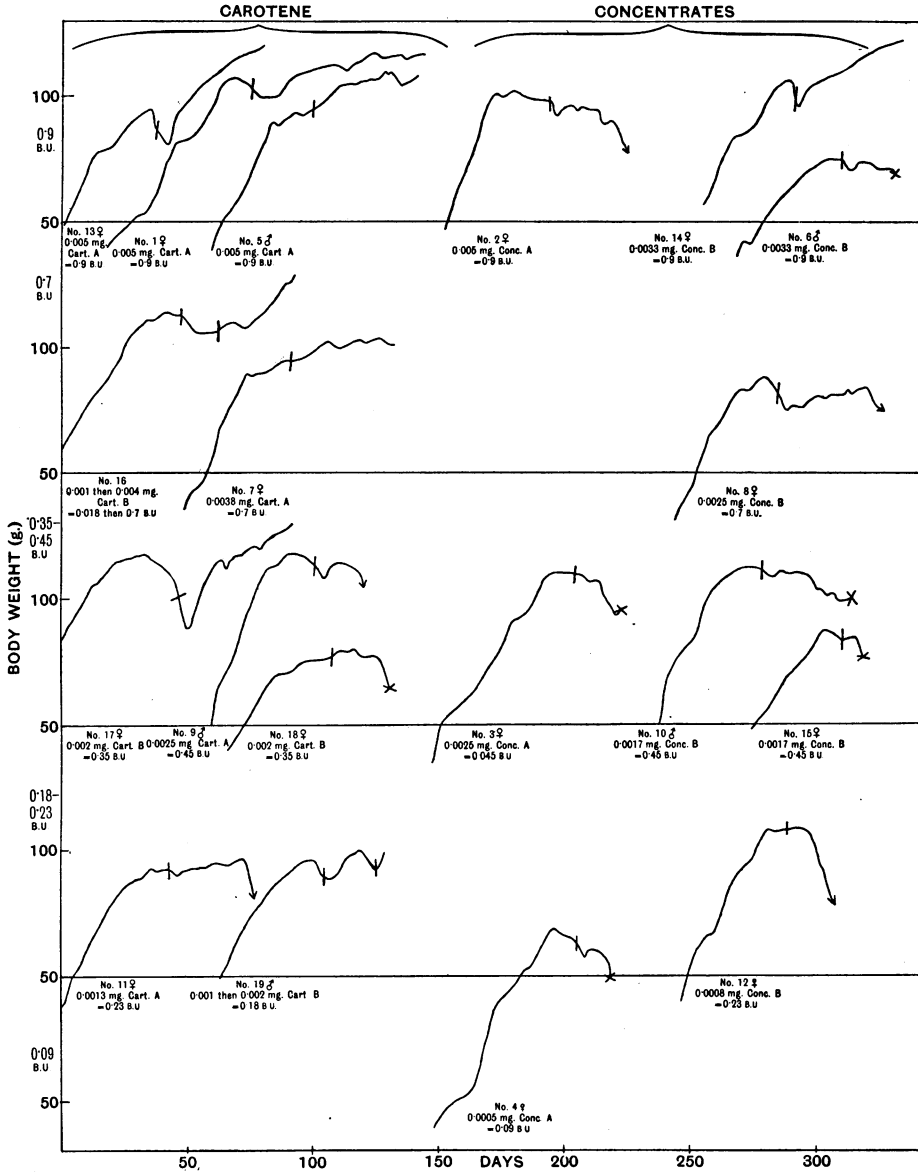 CAROTENE CONCENTRATES
100
0·9
B.U.
50
No. 13♀
0·005 mg.
Cart. A
=0·9 B.U
No. 1♀
0·005 mg. Cart. A
=0·9 B.U
No. 5♂
0·005 mg. Cart A
=0·9 B.U.
No. 2♀
0·005 mg. Conc. A
=0·9 B.U.
No. 14♀
0·0033 mg. Conc. B
=0·9 B.U.
No. 6♂
0·0033 mg. Conc. B
=0·9 B.U.
0·7
B.U.
100
50
No. 16
0·001 then 0·004 mg.
Cart. B
=0·018 then 0·7 B.U
No. 7♀
0·0038 mg. Cart. A
=0·7 B U
No. 8♀
0·0025 mg. Conc. B
=0·7 B.U.
BODY WEIGHT (g.)
0·35
0·45
B.U
100
50
No. 17♀
0·002 mg. Cart. B
=0·35 B.U
No. 9♂
0·0025 mg. Cart. A
=0·45 B.U
No. 18♀
0·002 mg. Cart. B
=0·35 B.U
No. 3♀
0·0025 mg. Conc. A
=0·045 B.U
No. 10♂
0·0017 mg. Conc. B
=0·45 B.U
No. 15♀
0·0017 mg. Conc. B
=0·45 B U
0·18
0·23
B.U
100
50
No. 11♀
0·0013 mg. Cart. A
=0·23 B.U
No. 19♂
0·001 then 0·002 mg. Cart B
=0·18 B.U.
No. 12♀
0·0008 mg. Conc. B
=0·23 B.U
0·09
B.U
50
No. 4♀
0·0005 mg. Conc. A
=0·09 B U
50 100 150 DAYS 200 250 300